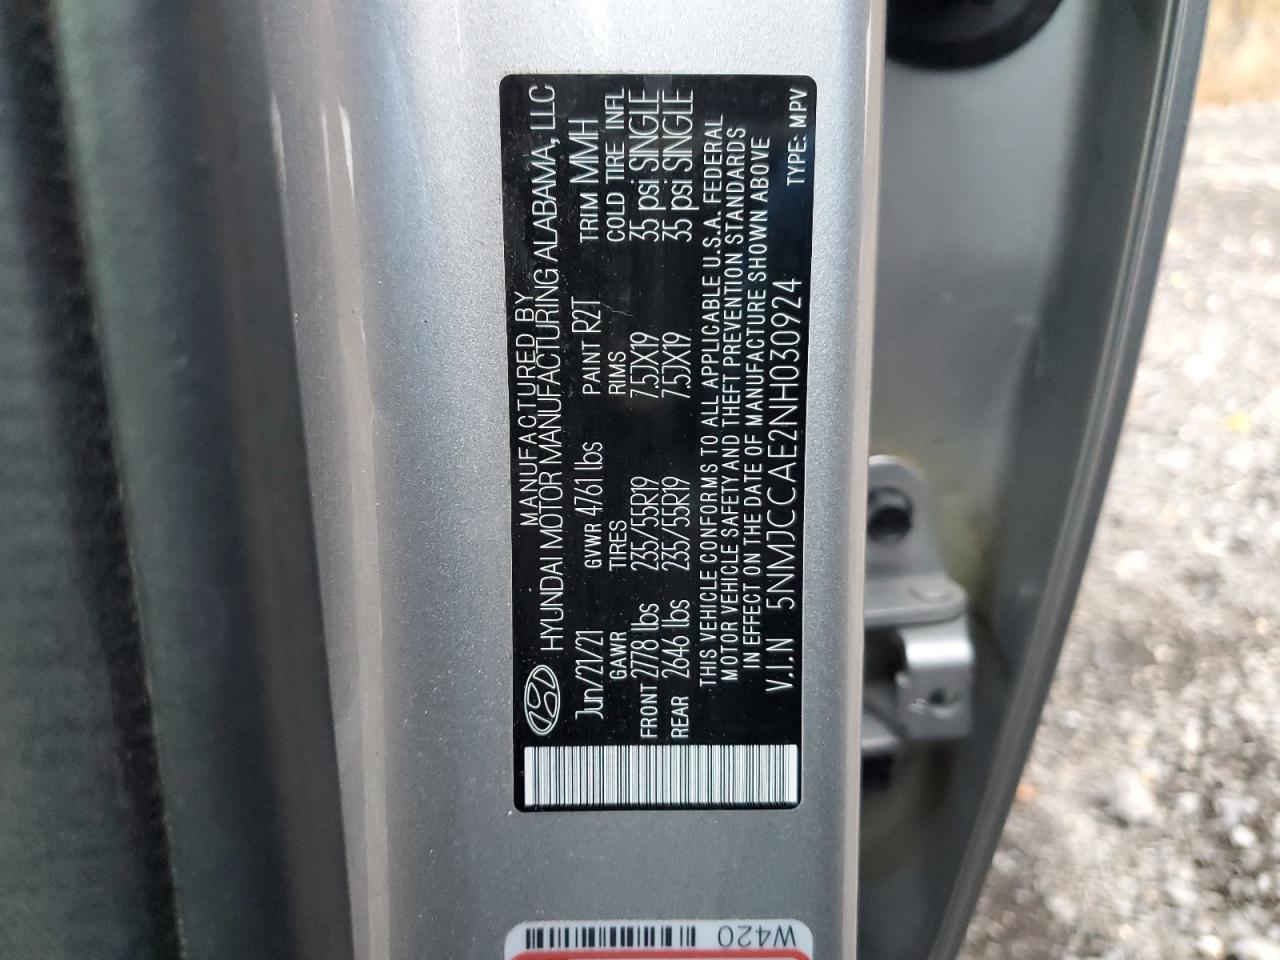 MANUFACTURED BY
HYUNDAI MOTOR MANUFACTURING ALABAMA, LLC
Jun/21/21 GVWR 4761 lbs PAINT R2T TRIM MMH
GAWR TIRES RIMS COLD TIRE INFL
FRONT 2778 lbs 235/55R19 7.5JX19 35 psi SINGLE
REAR 2646 lbs 235/55R19 7.5JX19 35 psi SINGLE
THIS VEHICLE CONFORMS TO ALL APPLICABLE U.S.A. FEDERAL
MOTOR VEHICLE SAFETY AND THEFT PREVENTION STANDARDS
IN EFFECT ON THE DATE OF MANUFACTURE SHOWN ABOVE
V.I.N 5NMJCCAE2NH030924 TYPE: MPV
W420